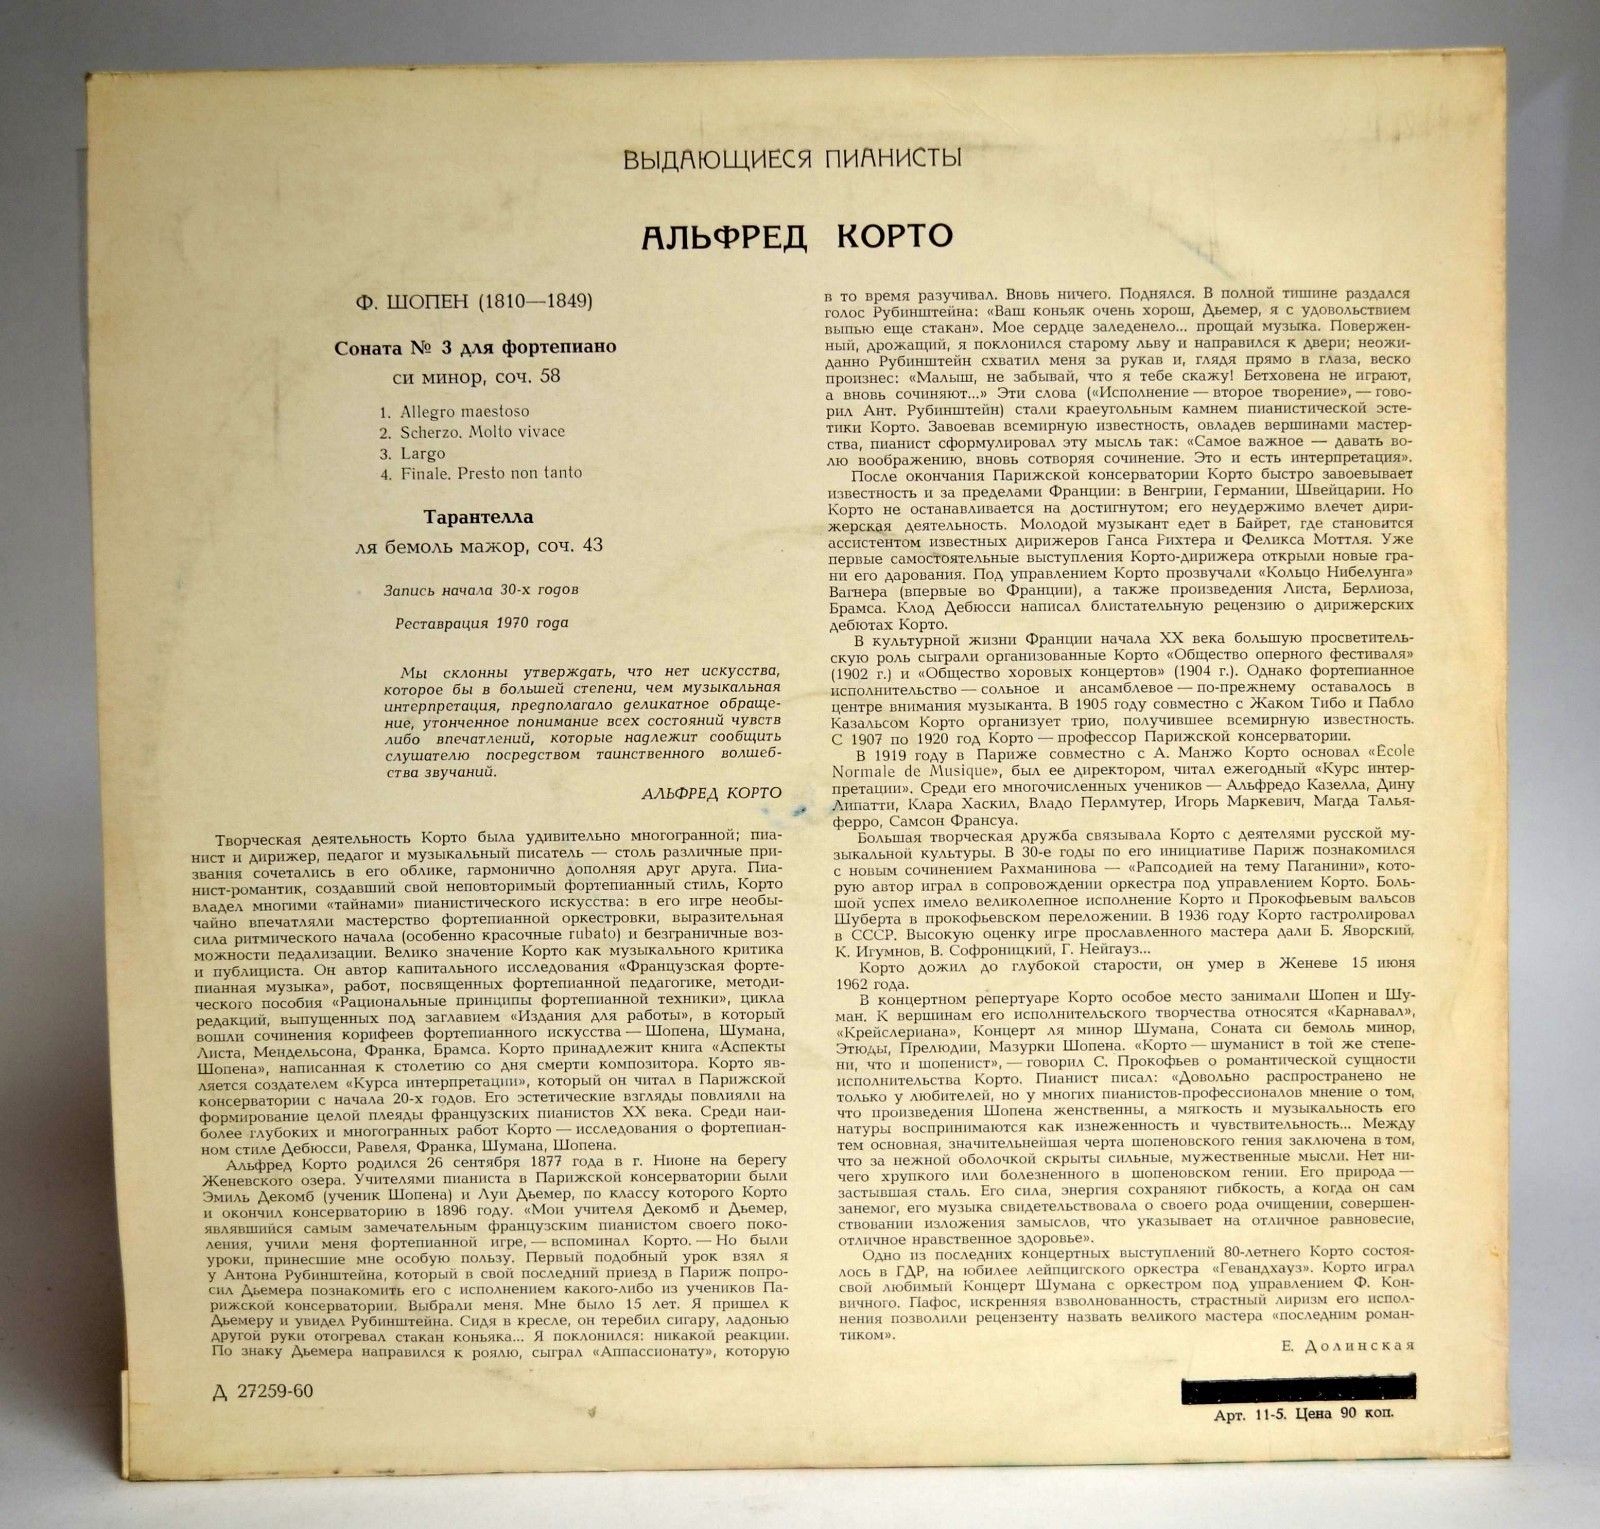 ВЫДАЮЩИЕСЯ ПИАНИСТЫ
АЛЬФРЕД КОРТО
Ф. ШОПЕН (1810—1849)
Соната № 3 для фортепиано
си минор, соч. 58
1. Allegro maestoso
2. Scherzo. Molto vivace
3. Largo
4. Finale. Presto non tanto
Тарантелла
ля бемоль мажор, соч. 43
Запись начала 30-х годов
Реставрация 1970 года
Мы склонны утверждать, что нет искусства,
которое бы в большей степени, чем музыкальная
интерпретация, предполагало деликатное обраще-
ние, утонченное понимание всех состояний чувств
либо впечатлений, которые надлежит сообщить
слушателю посредством таинственного волшеб-
ства звучаний.
АЛЬФРЕД КОРТО
Творческая деятельность Корто была удивительно многогранной; пиа-
нист и дирижер, педагог и музыкальный писатель — столь различные при-
звания сочетались в его облике, гармонично дополняя друг друга. Пиа-
нист-романтик, создавший свой неповторимый фортепианный стиль, Корто
владел многими «тайнами» пианистического искусства: в его игре необы-
чайно впечатляли мастерство фортепианной оркестровки, выразительная
сила ритмического начала (особенно красочные rubato) и безграничные воз-
можности педализации. Велико значение Корто как музыкального критика
и публициста. Он автор капитального исследования «Французская форте-
пианная музыка», работ, посвященных фортепианной педагогике, методи-
ческого пособия «Рациональные принципы фортепианной техники», цикла
редакций, выпущенных под заглавием «Издания для работы», в который
вошли сочинения корифеев фортепианного искусства — Шопена, Шумана,
Листа, Мендельсона, Франка, Брамса. Корто принадлежит книга «Аспекты
Шопена», написанная к столетию со дня смерти композитора. Корто яв-
ляется создателем «Курса интерпретации», который он читал в Парижской
консерватории с начала 20-х годов. Его эстетические взгляды повлияли на
формирование целой плеяды французских пианистов XX века. Среди наи-
более глубоких и многогранных работ Корто — исследования о фортепиан-
ном стиле Дебюсси, Равеля, Франка, Шумана, Шопена.
Альфред Корто родился 26 сентября 1877 года в г. Нионе на берегу
Женевского озера. Учителями пианиста в Парижской консерватории были
Эмиль Декомб (ученик Шопена) и Луи Дьемер, по классу которого Корто
и окончил консерваторию в 1896 году. «Мои учителя Декомб и Дьемер,
являвшийся самым замечательным французским пианистом своего поко-
ления, учили меня фортепианной игре, — вспоминал Корто. — Но были
уроки, принесшие мне особую пользу. Первый подобный урок взял я
у Антона Рубинштейна, который в свой последний приезд в Париж попро-
сил Дьемера познакомить его с исполнением какого-либо из учеников Па-
рижской консерватории. Выбрали меня. Мне было 15 лет. Я пришел к
Дьемеру и увидел Рубинштейна. Сидя в кресле, он теребил сигару, ладонью
другой руки отогревал стакан коньяка... Я поклонился: никакой реакции.
По знаку Дьемера направился к роялю, сыграл «Аппассионату», которую
в то время разучивал. Вновь ничего. Поднялся. В полной тишине раздался
голос Рубинштейна: «Ваш коньяк очень хорош, Дьемер, я с удовольствием
выпью еще стакан». Мое сердце заледенело... прощай музыка. Повержен-
ный, дрожащий, я поклонился старому льву и направился к двери; неожи-
данно Рубинштейн схватил меня за рукав и, глядя прямо в глаза, веско
произнес: «Малыш, не забывай, что я тебе скажу! Бетховена не играют,
а вновь сочиняют...» Эти слова («Исполнение — второе творение», — гово-
рил Ант. Рубинштейн) стали краеугольным камнем пианистической эсте-
тики Корто. Завоевав всемирную известность, овладев вершинами мастер-
ства, пианист сформулировал эту мысль так: «Самое важное — давать во-
лю воображению, вновь сотворяя сочинение. Это и есть интерпретация».
После окончания Парижской консерватории Корто быстро завоевывает
известность и за пределами Франции: в Венгрии, Германии, Швейцарии. Но
Корто не останавливается на достигнутом; его неудержимо влечет дири-
жерская деятельность. Молодой музыкант едет в Байрет, где становится
ассистентом известных дирижеров Ганса Рихтера и Феликса Моттля. Уже
первые самостоятельные выступления Корто-дирижера открыли новые гра-
ни его дарования. Под управлением Корто прозвучали «Кольцо Нибелунга»
Вагнера (впервые во Франции), а также произведения Листа, Берлиоза,
Брамса. Клод Дебюсси написал блистательную рецензию о дирижерских
дебютах Корто.
В культурной жизни Франции начала XX века большую просветитель-
скую роль сыграли организованные Корто «Общество оперного фестиваля»
(1902 г.) и «Общество хоровых концертов» (1904 г.). Однако фортепианное
исполнительство — сольное и ансамблевое — по-прежнему оставалось в
центре внимания музыканта. В 1905 году совместно с Жаком Тибо и Пабло
Казальсом Корто организует трио, получившее всемирную известность.
С 1907 по 1920 год Корто — профессор Парижской консерватории.
В 1919 году в Париже совместно с А. Манжо Корто основал «École
Normale de Musique», был ее директором, читал ежегодный «Курс интер-
претации». Среди его многочисленных учеников — Альфредо Казелла, Дину
Липатти, Клара Хаскил, Владо Перлмутер, Игорь Маркевич, Магда Талья-
ферро, Самсон Франсуа.
Большая творческая дружба связывала Корто с деятелями русской му-
зыкальной культуры. В 30-е годы по его инициативе Париж познакомился
с новым сочинением Рахманинова — «Рапсодией на тему Паганини», кото-
рую автор играл в сопровождении оркестра под управлением Корто. Боль-
шой успех имело великолепное исполнение Корто и Прокофьевым вальсов
Шуберта в прокофьевском переложении. В 1936 году Корто гастролировал
в СССР. Высокую оценку игре прославленного мастера дали Б. Яворский,
К. Игумнов, В. Софроницкий, Г. Нейгауз...
Корто дожил до глубокой старости, он умер в Женеве 15 июня
1962 года.
В концертном репертуаре Корто особое место занимали Шопен и Шу-
ман. К вершинам его исполнительского творчества относятся «Карнавал»,
«Крейслериана», Концерт ля минор Шумана, Соната си бемоль минор,
Этюды, Прелюдии, Мазурки Шопена. «Корто — шуманист в той же степе-
ни, что и шопенист», — говорил С. Прокофьев о романтической сущности
исполнительства Корто. Пианист писал: «Довольно распространено не
только у любителей, но у многих пианистов-профессионалов мнение о том,
что произведения Шопена женственны, а мягкость и музыкальность его
натуры воспринимаются как изнеженность и чувствительность... Между
тем основная, значительнейшая черта шопеновского гения заключена в том,
что за нежной оболочкой скрыты сильные, мужественные мысли. Нет ни-
чего хрупкого или болезненного в шопеновском гении. Его природа —
застывшая сталь. Его сила, энергия сохраняют гибкость, а когда он сам
занемог, его музыка свидетельствовала о своего рода очищении, совершен-
ствовании изложения замыслов, что указывает на отличное равновесие,
отличное нравственное здоровье».
Одно из последних концертных выступлений 80-летнего Корто состоя-
лось в ГДР, на юбилее лейпцигского оркестра «Гевандхауз». Корто играл
свой любимый Концерт Шумана с оркестром под управлением Ф. Кон-
вичного. Пафос, искренняя взволнованность, страстный лиризм его испол-
нения позволили рецензенту назвать великого мастера «последним роман-
тиком».
Е. Долинская
Д 27259-60
Арт. 11-5. Цена 90 коп.